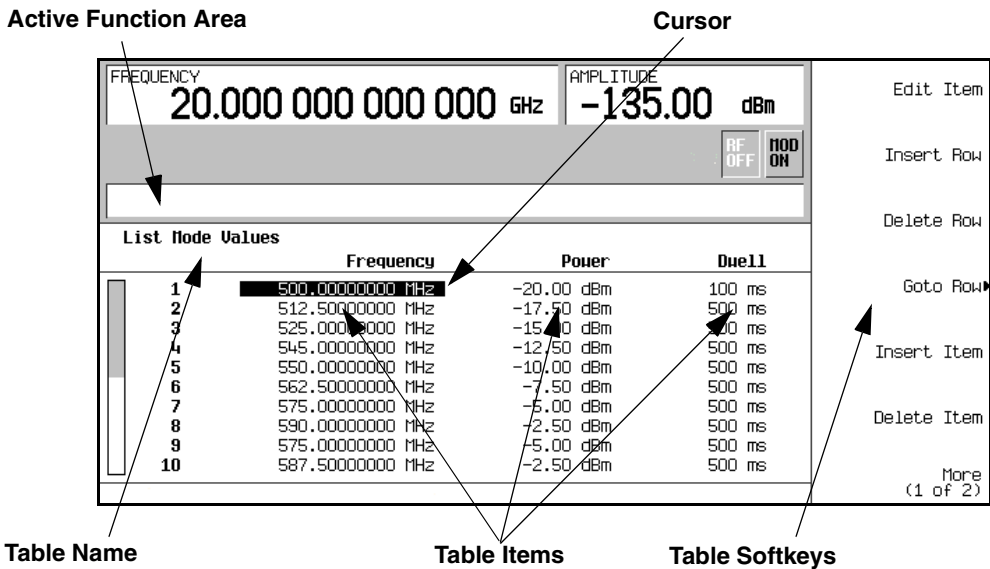 Active Function Area
Cursor
FREQUENCY
20.000 000 000 000 GHz
AMPLITUDE
-135.00 dBm
RF OFF
MOD ON
Edit Item
Insert Row
Delete Row
Goto Row
Insert Item
Delete Item
More
(1 of 2)
List Mode Values
Frequency Power Dwell
1 500.00000000 MHz -20.00 dBm 100 ms
2 512.50000000 MHz -17.50 dBm 500 ms
3 525.00000000 MHz -15.00 dBm 500 ms
4 545.00000000 MHz -12.50 dBm 500 ms
5 550.00000000 MHz -10.00 dBm 500 ms
6 562.50000000 MHz -7.50 dBm 500 ms
7 575.00000000 MHz -5.00 dBm 500 ms
8 590.00000000 MHz -2.50 dBm 500 ms
9 575.00000000 MHz -5.00 dBm 500 ms
10 587.50000000 MHz -2.50 dBm 500 ms
Table Name
Table Items
Table Softkeys